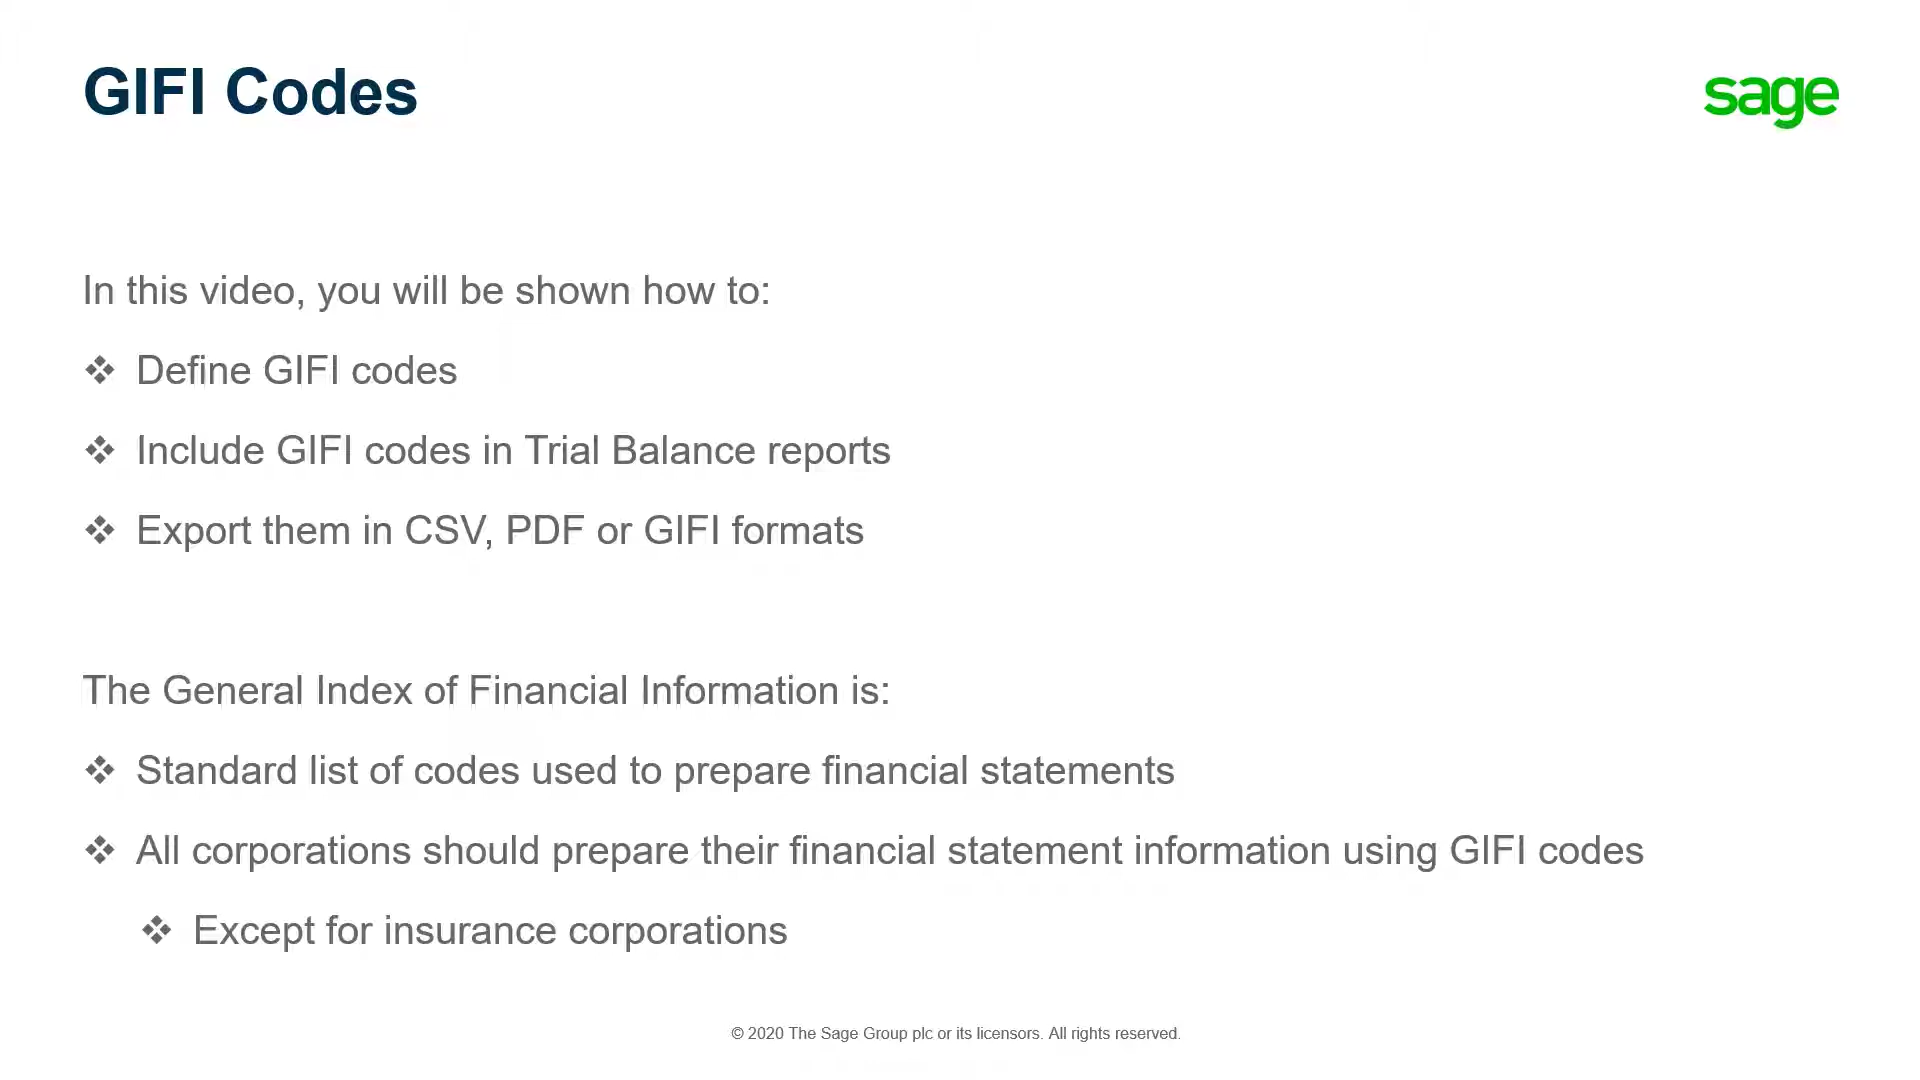 GIFI Codes
sage
In this video, you will be shown how to:
❖ Define GIFI codes
❖ Include GIFI codes in Trial Balance reports
❖ Export them in CSV, PDF or GIFI formats
The General Index of Financial Information is:
❖ Standard list of codes used to prepare financial statements
❖ All corporations should prepare their financial statement information using GIFI codes
❖ Except for insurance corporations
© 2020 The Sage Group plc or its licensors. All rights reserved.